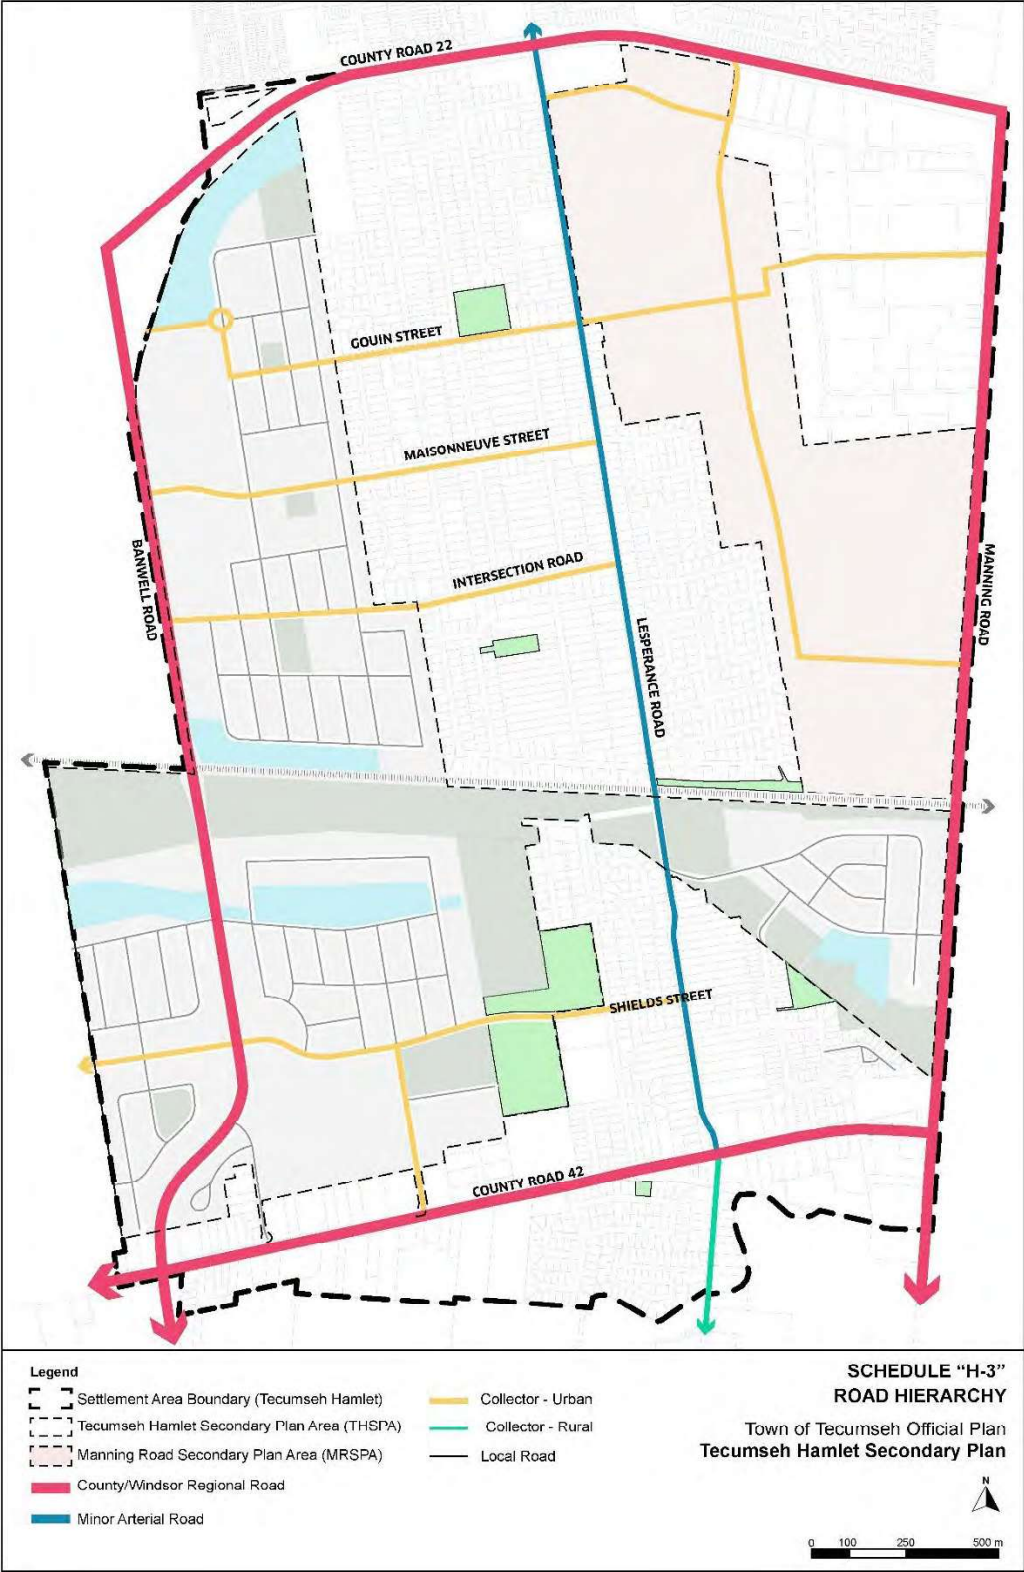 COUNTY ROAD 22
GOUIN STREET
MAISONNEUVE STREET
INTERSECTION ROAD
BANWELL ROAD
MANNING ROAD
LESPERANCE ROAD
SHIELDS STREET
COUNTY ROAD 42
Legend
Settlement Area Boundary (Tecumseh Hamlet)
Tecumseh Hamlet Secondary Plan Area (THSPA)
Manning Road Secondary Plan Area (MRSPA)
County/Windsor Regional Road
Minor Arterial Road
Collector - Urban
Collector - Rural
Local Road
SCHEDULE “H-3”
ROAD HIERARCHY
Town of Tecumseh Official Plan
Tecumseh Hamlet Secondary Plan
N
0 100 250 500 m